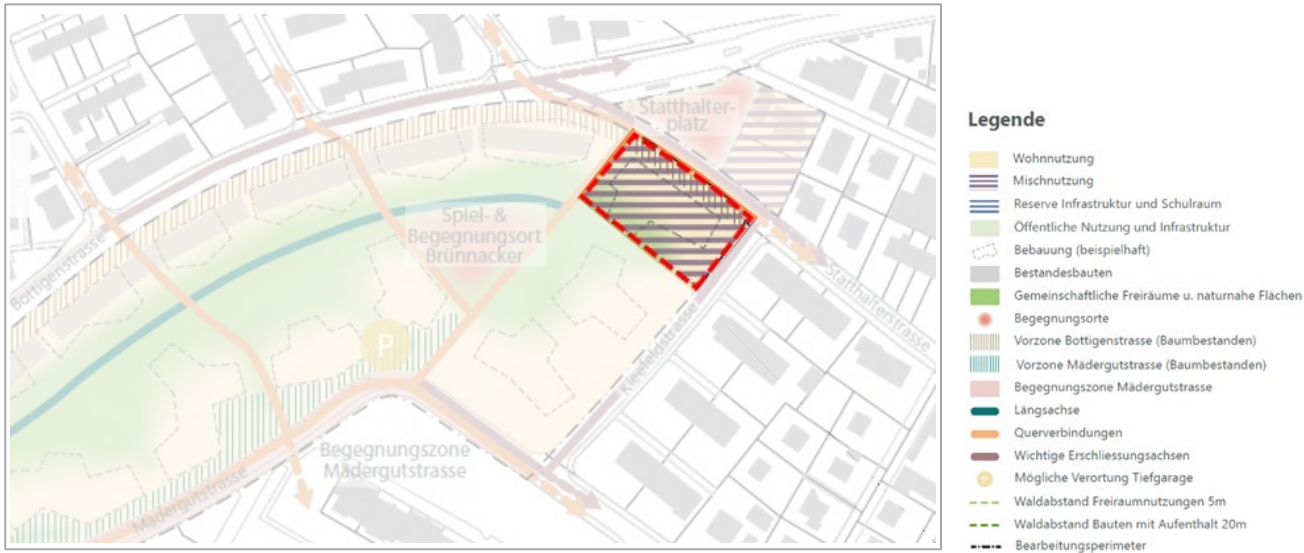 Statthalter-
platz
Spiel- &
Begegnungsort
Brünnacker
Bottigenstrasse
P
Statthalterstrasse
Kleefeldstrasse
Begegnungszone
Mädergutstrasse
Mädergutstrasse
Legende
Wohnnutzung
Mischnutzung
Reserve Infrastruktur und Schulraum
Öffentliche Nutzung und Infrastruktur
Bebauung (beispielhaft)
Bestandesbauten
Gemeinschaftliche Freiräume u. naturnahe Flächen
Begegnungsorte
Vorzone Bottigenstrasse (Baumbestanden)
Vorzone Mädergutstrasse (Baumbestanden)
Begegnungszone Mädergutstrasse
Längsachse
Querverbindungen
Wichtige Erschliessungsachsen
P Mögliche Verortung Tiefgarage
Waldabstand Freiraumnutzungen 5m
Waldabstand Bauten mit Aufenthalt 20m
Bearbeitungsperimeter